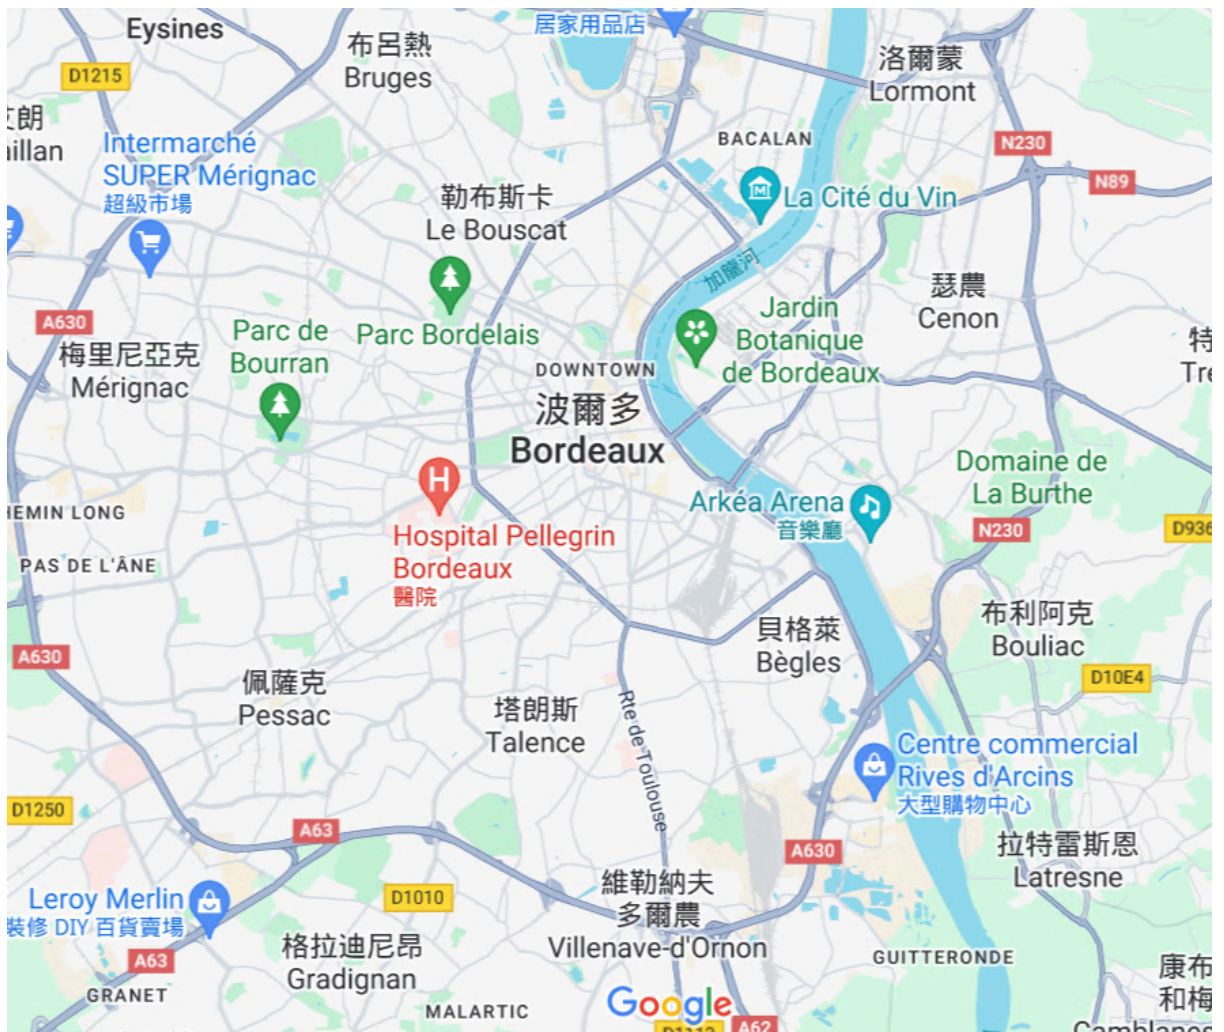 Eysines
布呂熱
Bruges
居家用品店
洛爾蒙
Lormont
D1215
朗
aillan
Intermarché
SUPER Mérignac
超級市場
BACALAN
N230
N89
La Cité du Vin
勒布斯卡
Le Bouscat
加龍河
瑟農
Cenon
A630
Parc de
Bourran
Parc Bordelais
Jardin
Botanique
de Bordeaux
梅里尼亞克
Mérignac
特
Tre
DOWNTOWN
波爾多
Bordeaux
Domaine de
La Burthe
HEMIN LONG
H
Arkéa Arena
音樂廳
N230
D936
Hospital Pellegrin
Bordeaux
醫院
PAS DE L'ÂNE
布利阿克
Bouliac
貝格萊
Bègles
A630
佩薩克
Pessac
D10E4
塔朗斯
Talence
Rte de Toulouse
Centre commercial
Rives d'Arcins
大型購物中心
D1250
A63
A630
拉特雷斯恩
Latresne
Leroy Merlin
裝修 DIY 百貨賣場
D1010
維勒納夫
多爾農
Villenave-d'Ornon
格拉迪尼昂
Gradignan
A63
GUITTERONDE
康布
和梅
GRANET
MALARTIC
Google
A62